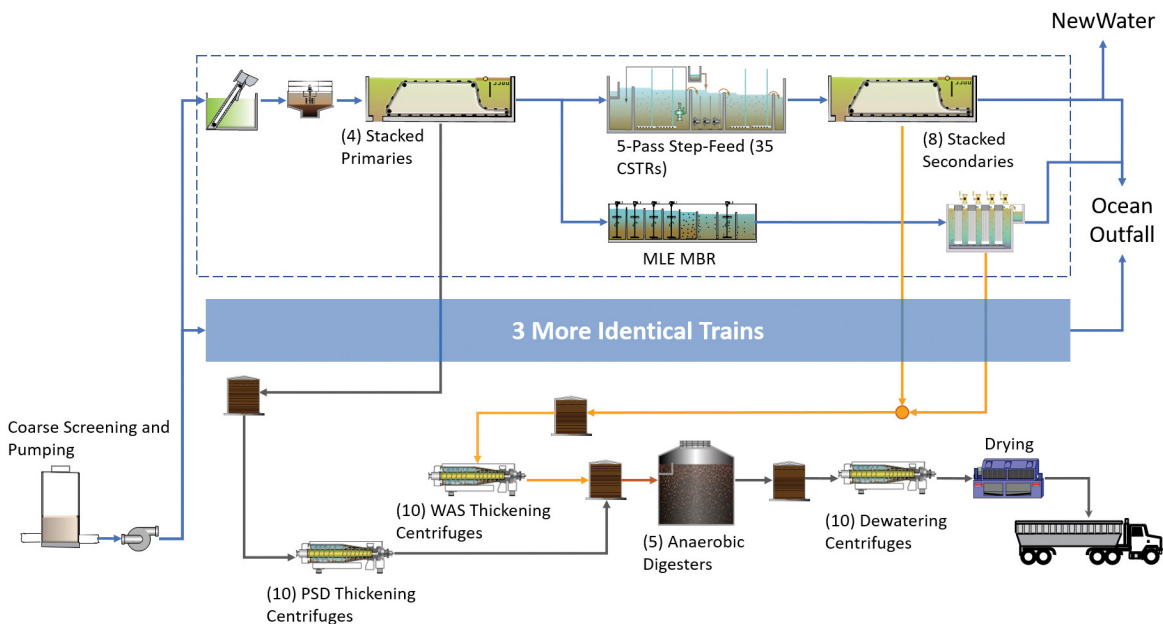 NewWater
(4) Stacked
Primaries
5-Pass Step-Feed (35
CSTRs)
(8) Stacked
Secondaries
MLE MBR
Ocean
Outfall
3 More Identical Trains
Coarse Screening and
Pumping
(10) WAS Thickening
Centrifuges
(5) Anaerobic
Digesters
(10) Dewatering
Centrifuges
Drying
(10) PSD Thickening
Centrifuges